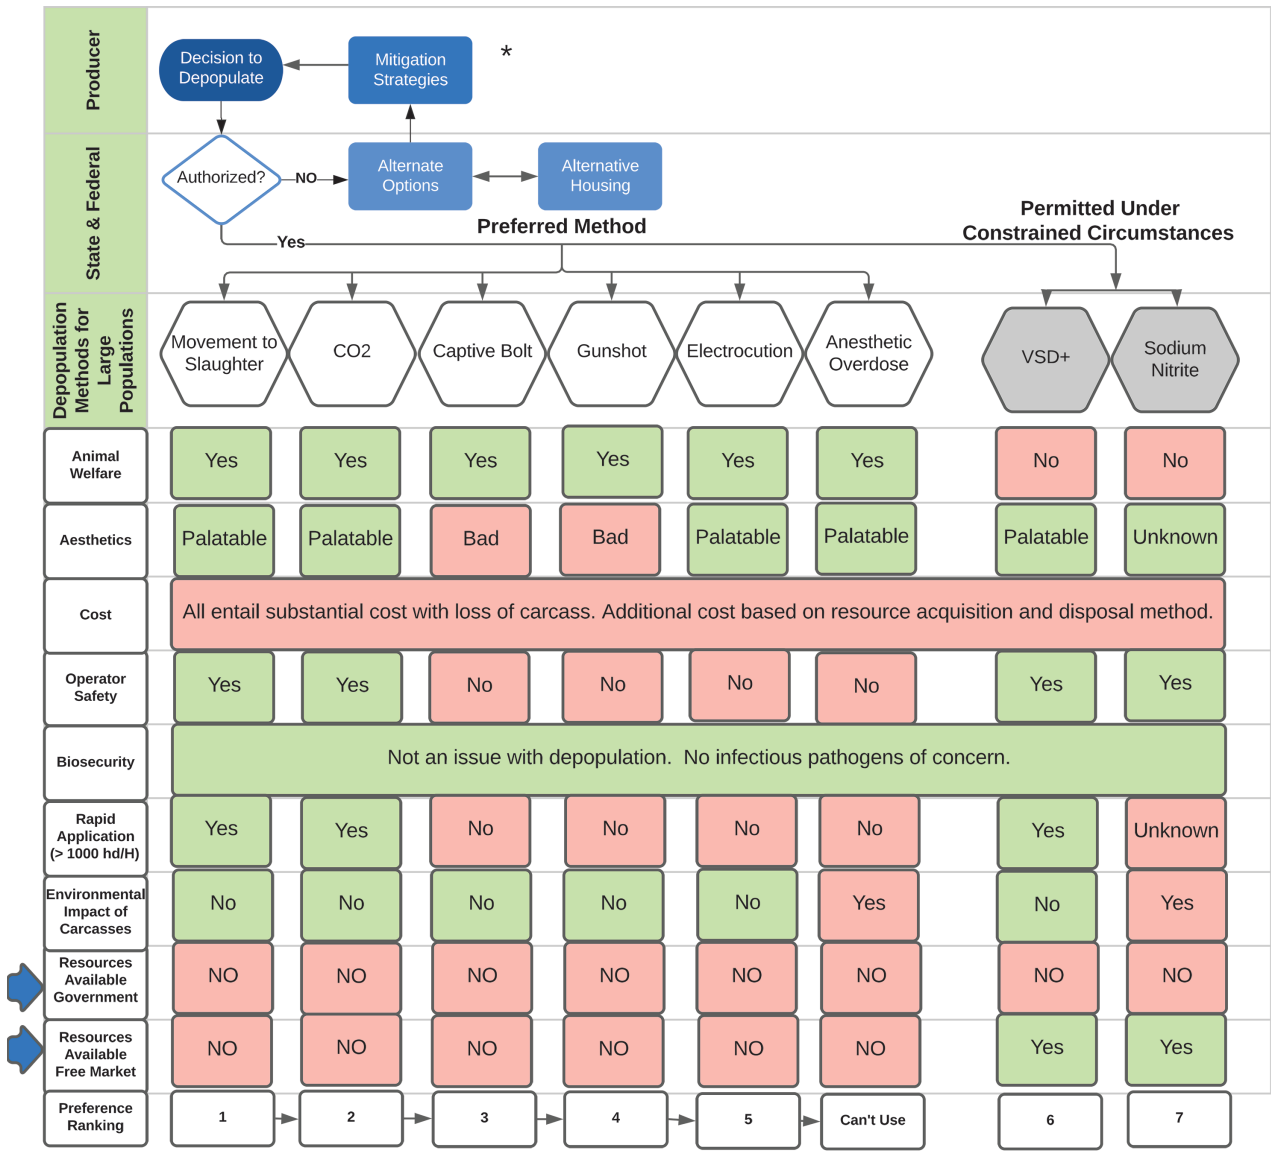 Producer
Decision to
Depopulate
Mitigation
Strategies
*
State & Federal
Authorized?
NO
Alternate
Options
Alternative
Housing
Yes
Preferred Method
Permitted Under
Constrained Circumstances
Depopulation
Methods for
Large
Populations
Movement to
Slaughter
CO2
Captive Bolt
Gunshot
Electrocution
Anesthetic
Overdose
VSD+
Sodium
Nitrite
Animal
Welfare
Yes
Yes
Yes
Yes
Yes
Yes
No
No
Aesthetics
Palatable
Palatable
Bad
Bad
Palatable
Palatable
Palatable
Unknown
Cost
All entail substantial cost with loss of carcass. Additional cost based on resource acquisition and disposal method.
Operator
Safety
Yes
Yes
No
No
No
No
Yes
Yes
Biosecurity
Not an issue with depopulation.  No infectious pathogens of concern.
Rapid
Application
(> 1000 hd/H)
Yes
Yes
No
No
No
No
Yes
Unknown
Environmental
Impact of
Carcasses
No
No
No
No
No
Yes
No
Yes
Resources
Available
Government
NO
NO
NO
NO
NO
NO
NO
NO
Resources
Available
Free Market
NO
NO
NO
NO
NO
NO
Yes
Yes
Preference
Ranking
1
2
3
4
5
Can't Use
6
7